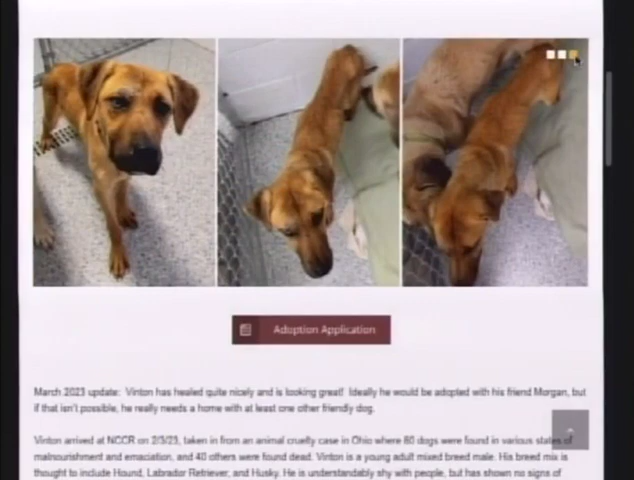 Adoption Application
March 2023 update: Vinton has healed quite nicely and is looking great! Ideally he would be adopted with his friend Morgan, but
if that isn't possible, he really needs a home with at least one other friendly dog.
Vinton arrived at NCCR on 2/3/23, taken in from an animal cruelty case in Ohio where 60 dogs were found in various states of
malnourishment and emaciation, and 40 others were found dead. Vinton is a young adult mixed breed male. His breed mix is
thought to include Hound, Labrador Retriever, and Husky. He is understandably shy with people, but has shown no signs of